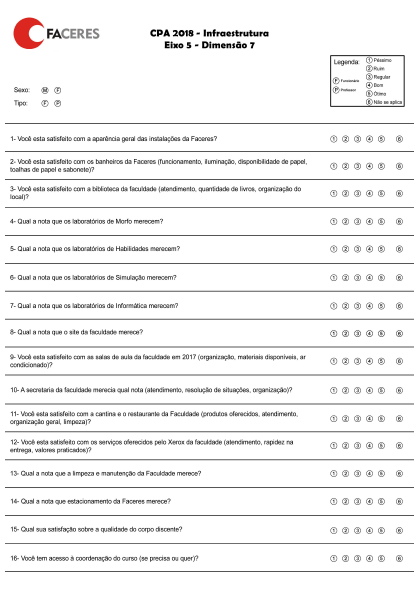 FACERES
CPA 2018 - Infraestrutura
Eixo 5 - Dimensão 7
Legenda:
1 Péssimo
2 Ruim
3 Regular
4 Bom
5 Ótimo
6 Não se aplica
F Funcionário
P Professor
Sexo: M F
Tipo: F P
1- Você esta satisfeito com a aparência geral das instalações da Faceres? 1 2 3 4 5 6
2- Você esta satisfeito com os banheiros da Faceres (funcionamento, iluminação, disponibilidade de papel,
toalhas de papel e sabonete)? 1 2 3 4 5 6
3- Você esta satisfeito com a biblioteca da faculdade (atendimento, quantidade de livros, organização do
local)? 1 2 3 4 5 6
4- Qual a nota que os laboratórios de Morfo merecem? 1 2 3 4 5 6
5- Qual a nota que os laboratórios de Habilidades merecem? 1 2 3 4 5 6
6- Qual a nota que os laboratórios de Simulação merecem? 1 2 3 4 5 6
7- Qual a nota que os laboratórios de Informática merecem? 1 2 3 4 5 6
8- Qual a nota que o site da faculdade merece? 1 2 3 4 5 6
9- Você esta satisfeito com as salas de aula da faculdade em 2017 (organização, materiais disponíveis, ar
condicionado)? 1 2 3 4 5 6
10- A secretaria da faculdade merecia qual nota (atendimento, resolução de situações, organização)? 1 2 3 4 5 6
11- Você esta satisfeito com a cantina e o restaurante da Faculdade (produtos oferecidos, atendimento,
organização geral, limpeza)? 1 2 3 4 5 6
12- Você esta satisfeito com os serviços oferecidos pelo Xerox da faculdade (atendimento, rapidez na
entrega, valores praticados)? 1 2 3 4 5 6
13- Qual a nota que a limpeza e manutenção da Faculdade merece? 1 2 3 4 5 6
14- Qual a nota que estacionamento da Faceres merece? 1 2 3 4 5 6
15- Qual sua satisfação sobre a qualidade do corpo discente? 1 2 3 4 5 6
16- Você tem acesso à coordenação do curso (se precisa ou quer)? 1 2 3 4 5 6